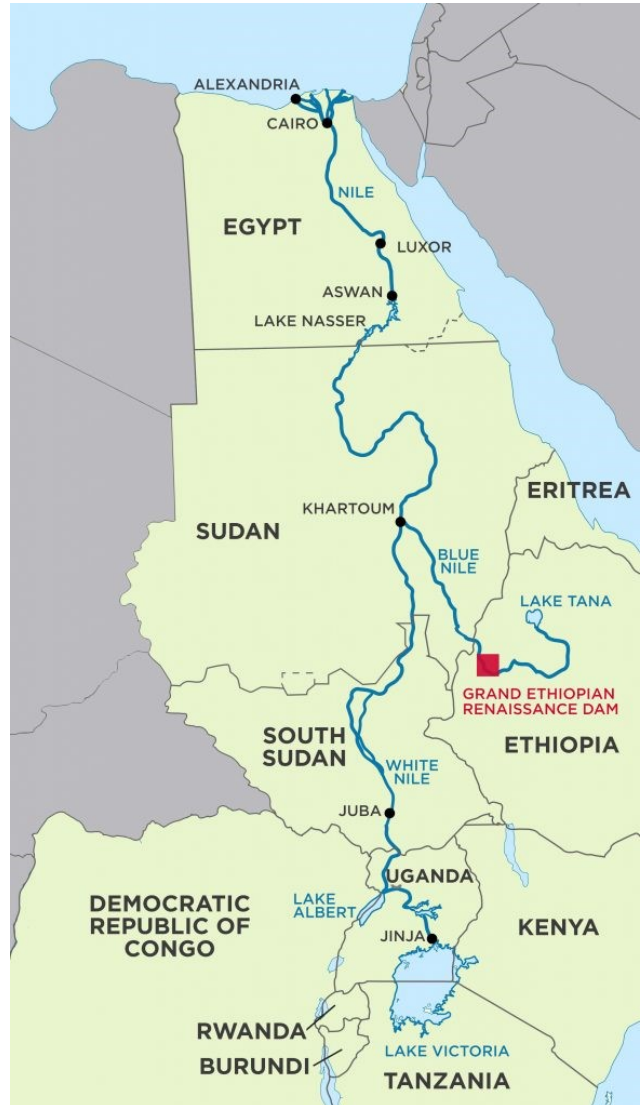 ALEXANDRIA
CAIRO
NILE
EGYPT
LUXOR
ASWAN
LAKE NASSER
ERITREA
KHARTOUM
SUDAN
BLUE
NILE
LAKE TANA
GRAND ETHIOPIAN
RENAISSANCE DAM
ETHIOPIA
SOUTH
SUDAN
WHITE
NILE
JUBA
UGANDA
DEMOCRATIC
REPUBLIC OF
CONGO
LAKE
ALBERT
KENYA
JINJA
RWANDA
BURUNDI
LAKE VICTORIA
TANZANIA